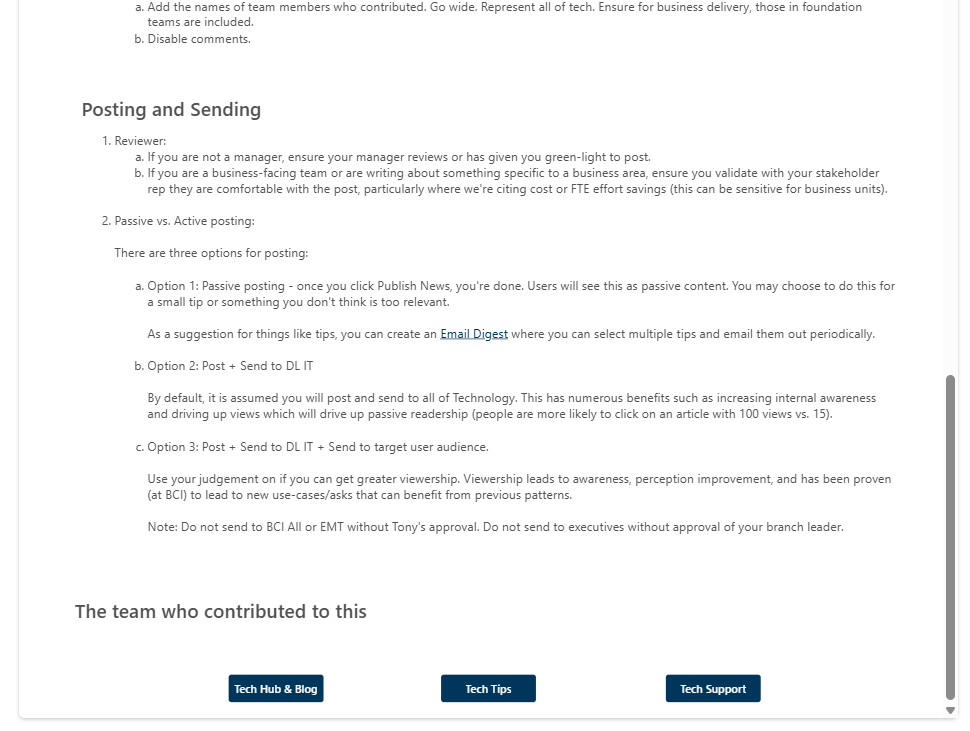 a. Add the names of team members who contributed. Go wide. Represent all of tech. Ensure for business delivery, those in foundation
teams are included.
b. Disable comments.
Posting and Sending
1. Reviewer:
a. If you are not a manager, ensure your manager reviews or has given you green-light to post.
b. If you are a business-facing team or are writing about something specific to a business area, ensure you validate with your stakeholder
rep they are comfortable with the post, particularly where we're citing cost or FTE effort savings (this can be sensitive for business units).
2. Passive vs. Active posting:
There are three options for posting:
a. Option 1: Passive posting - once you click Publish News, you're done. Users will see this as passive content. You may choose to do this for
a small tip or something you don't think is too relevant.
As a suggestion for things like tips, you can create an Email Digest where you can select multiple tips and email them out periodically.
b. Option 2: Post + Send to DL IT
By default, it is assumed you will post and send to all of Technology. This has numerous benefits such as increasing internal awareness
and driving up views which will drive up passive readership (people are more likely to click on an article with 100 views vs. 15).
c. Option 3: Post + Send to DL IT + Send to target user audience.
Use your judgement on if you can get greater viewership. Viewership leads to awareness, perception improvement, and has been proven
(at BCI) to lead to new use-cases/asks that can benefit from previous patterns.
Note: Do not send to BCI All or EMT without Tony's approval. Do not send to executives without approval of your branch leader.
The team who contributed to this
Tech Hub & Blog
Tech Tips
Tech Support